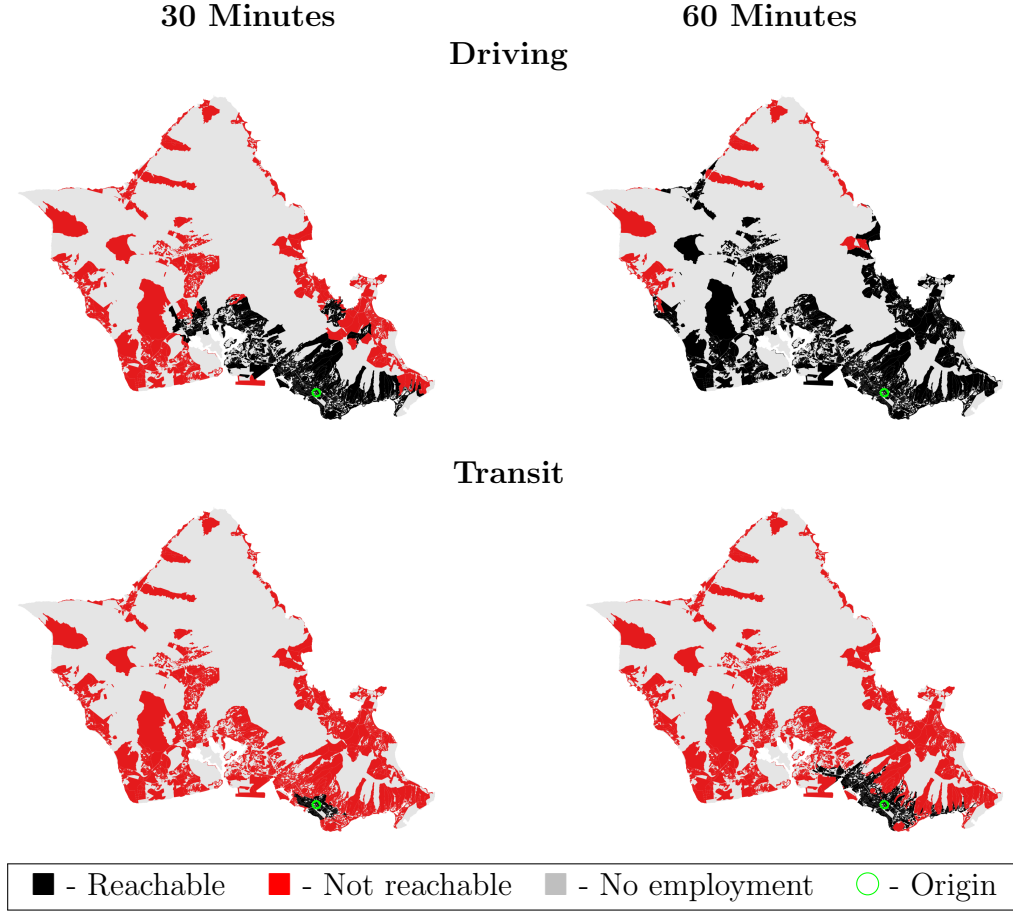 30 Minutes 60 Minutes
Driving
Transit
- Reachable - Not reachable - No employment - Origin